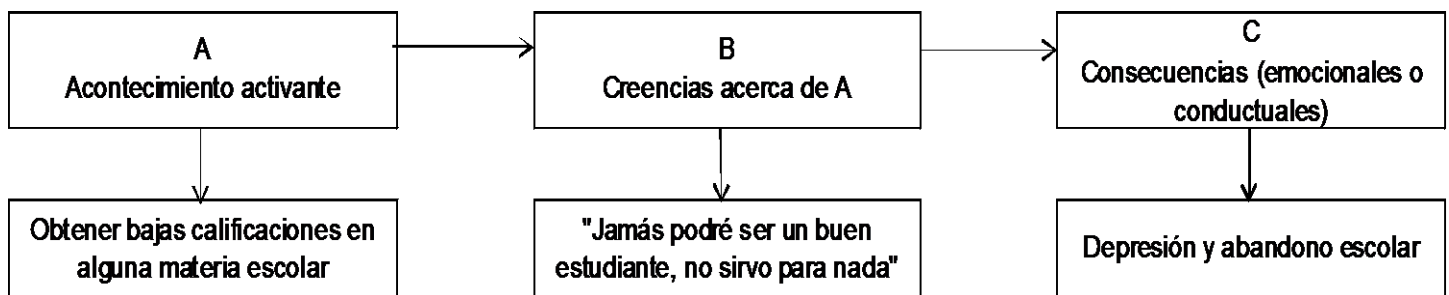 A
Acontecimiento activante
B
Creencias acerca de A
C
Consecuencias (emocionales o
conductuales)
Obtener bajas calificaciones en
alguna materia escolar
"Jamás podré ser un buen
estudiante, no sirvo para nada"
Depresión y abandono escolar